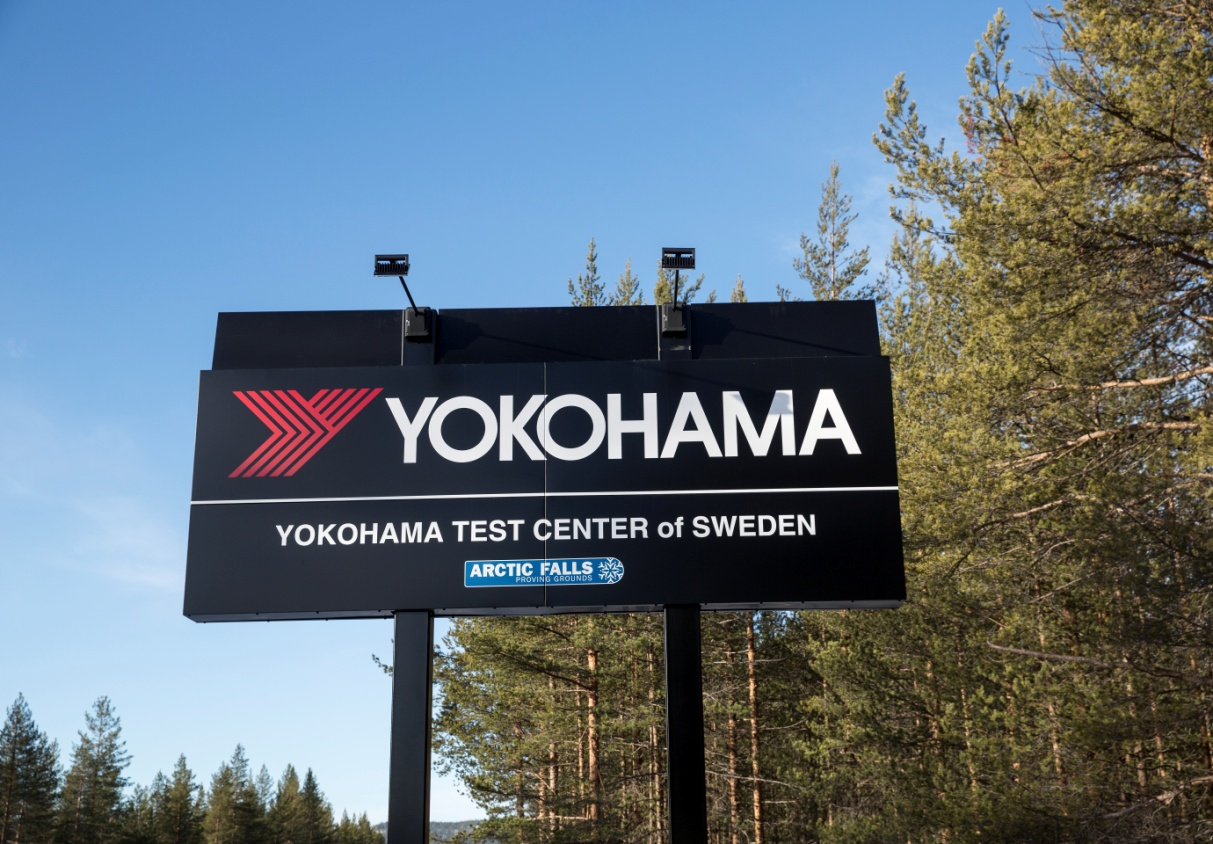 YOKOHAMA
YOKOHAMA TEST CENTER of SWEDEN
ARCTIC FALLS
PROVING GROUNDS